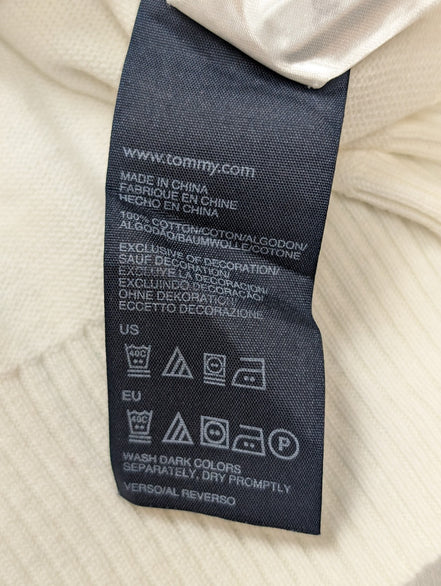 www.tommy.com
MADE IN CHINA
FABRIQUE EN CHINE
HECHO EN CHINA
100% COTTON/COTON/ALGODON/
ALGODÃO/BAUMWOLLE/COTONE
EXCLUSIVE OF DECORATION/
SAUF DECORATION/
EXCLUYE LA DECORACION/
EXCLUINDO DECORAÇÃO/
OHNE DEKORATION/
ECCETTO DECORAZIONE
US
40C
EU
40C
P
WASH DARK COLORS
SEPARATELY, DRY PROMPTLY
VERSO/AL REVERSO